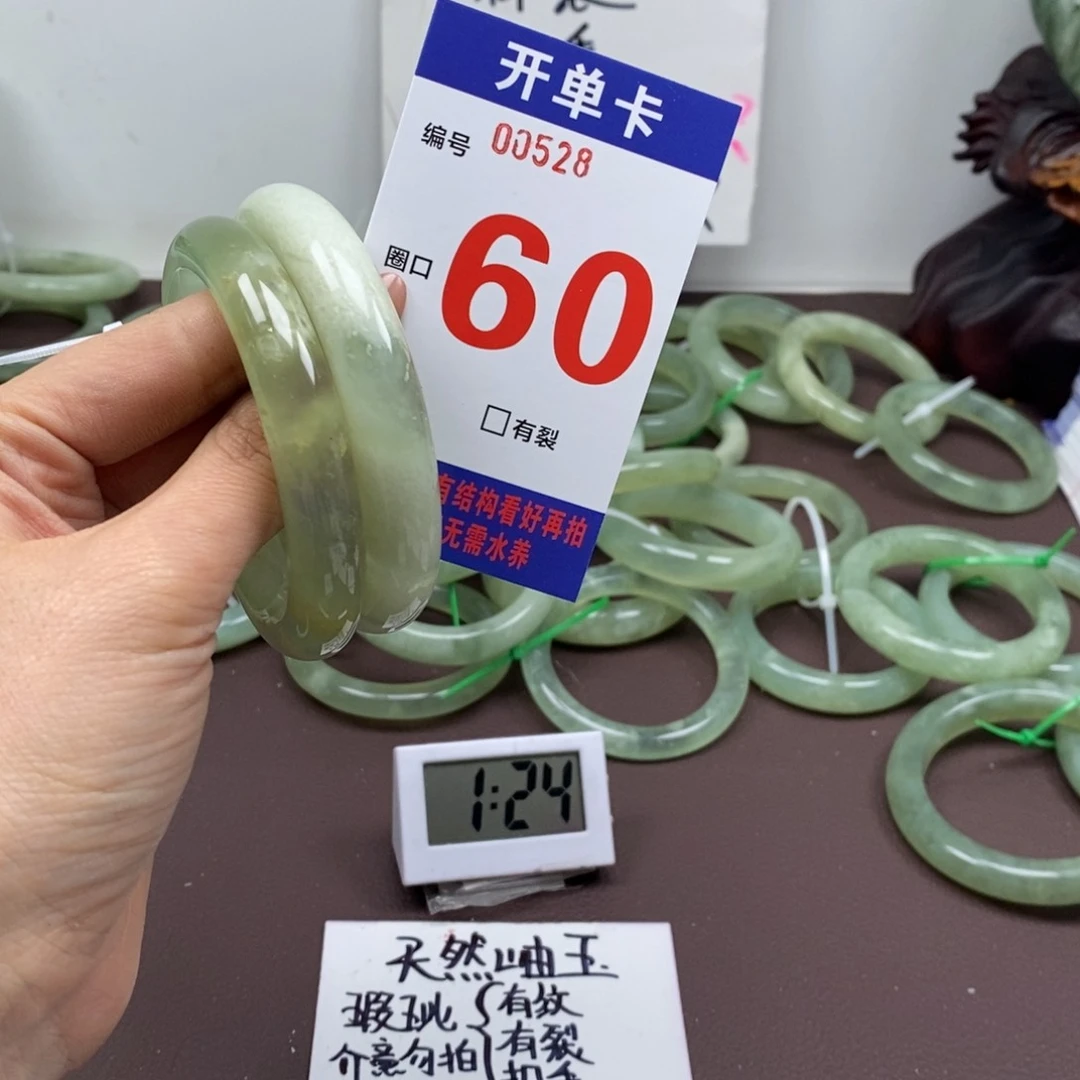 开单卡
编号 00528
圈口 60
□有裂
有结构看好再拍
无需水养
1:24
天然岫玉
瑕玼 { 有纹
介意勿拍 有裂